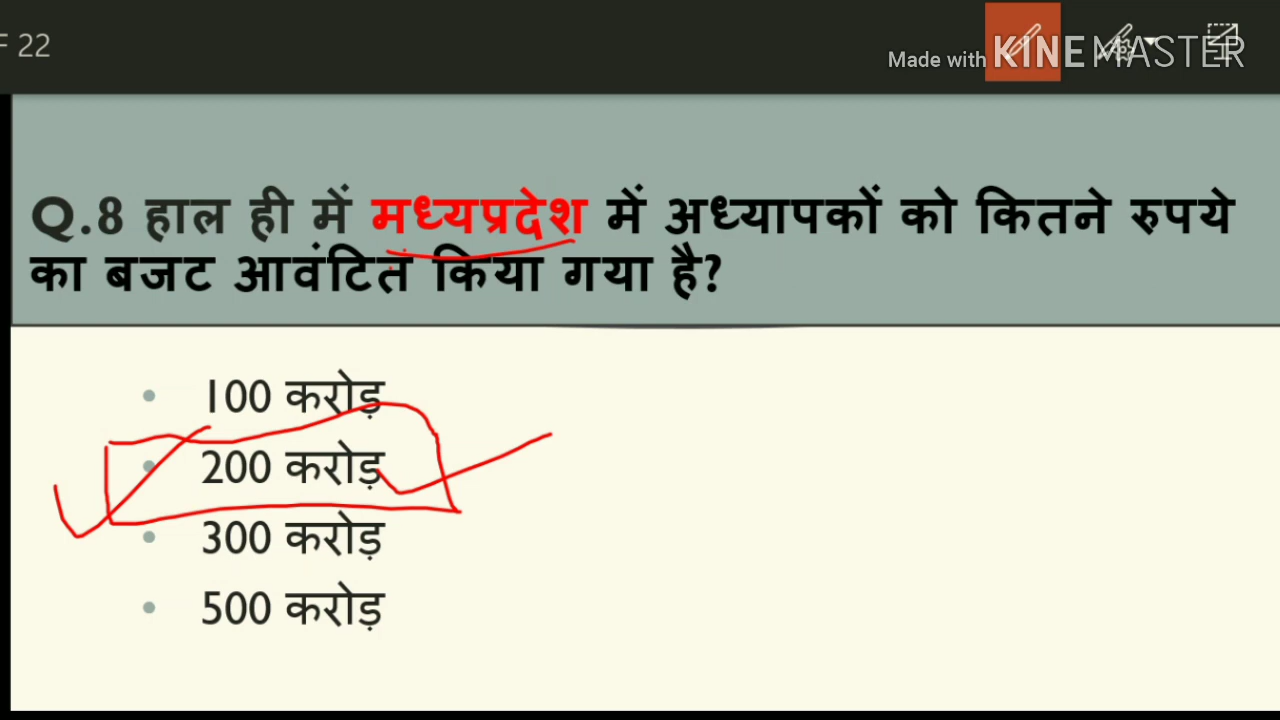 F 22
Made with KINEMASTER
Q.8 हाल ही में मध्यप्रदेश में अध्यापकों को कितने रुपये
का बजट आवंटित किया गया है?
100 करोड़
200 करोड़
300 करोड़
500 करोड़